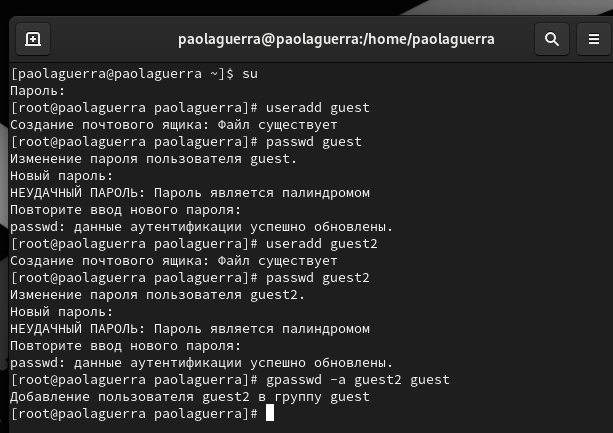 paolaguerra@paolaguerra:/home/paolaguerra
[paolaguerra@paolaguerra ~]$ su
Пароль:
[root@paolaguerra paolaguerra]# useradd guest
Создание почтового ящика: Файл существует
[root@paolaguerra paolaguerra]# passwd guest
Изменение пароля пользователя guest.
Новый пароль:
НЕУДАЧНЫЙ ПАРОЛЬ: Пароль является палиндромом
Повторите ввод нового пароля:
passwd: данные аутентификации успешно обновлены.
[root@paolaguerra paolaguerra]# useradd guest2
Создание почтового ящика: Файл существует
[root@paolaguerra paolaguerra]# passwd guest2
Изменение пароля пользователя guest2.
Новый пароль:
НЕУДАЧНЫЙ ПАРОЛЬ: Пароль является палиндромом
Повторите ввод нового пароля:
passwd: данные аутентификации успешно обновлены.
[root@paolaguerra paolaguerra]# gpasswd -a guest2 guest
Добавление пользователя guest2 в группу guest
[root@paolaguerra paolaguerra]#